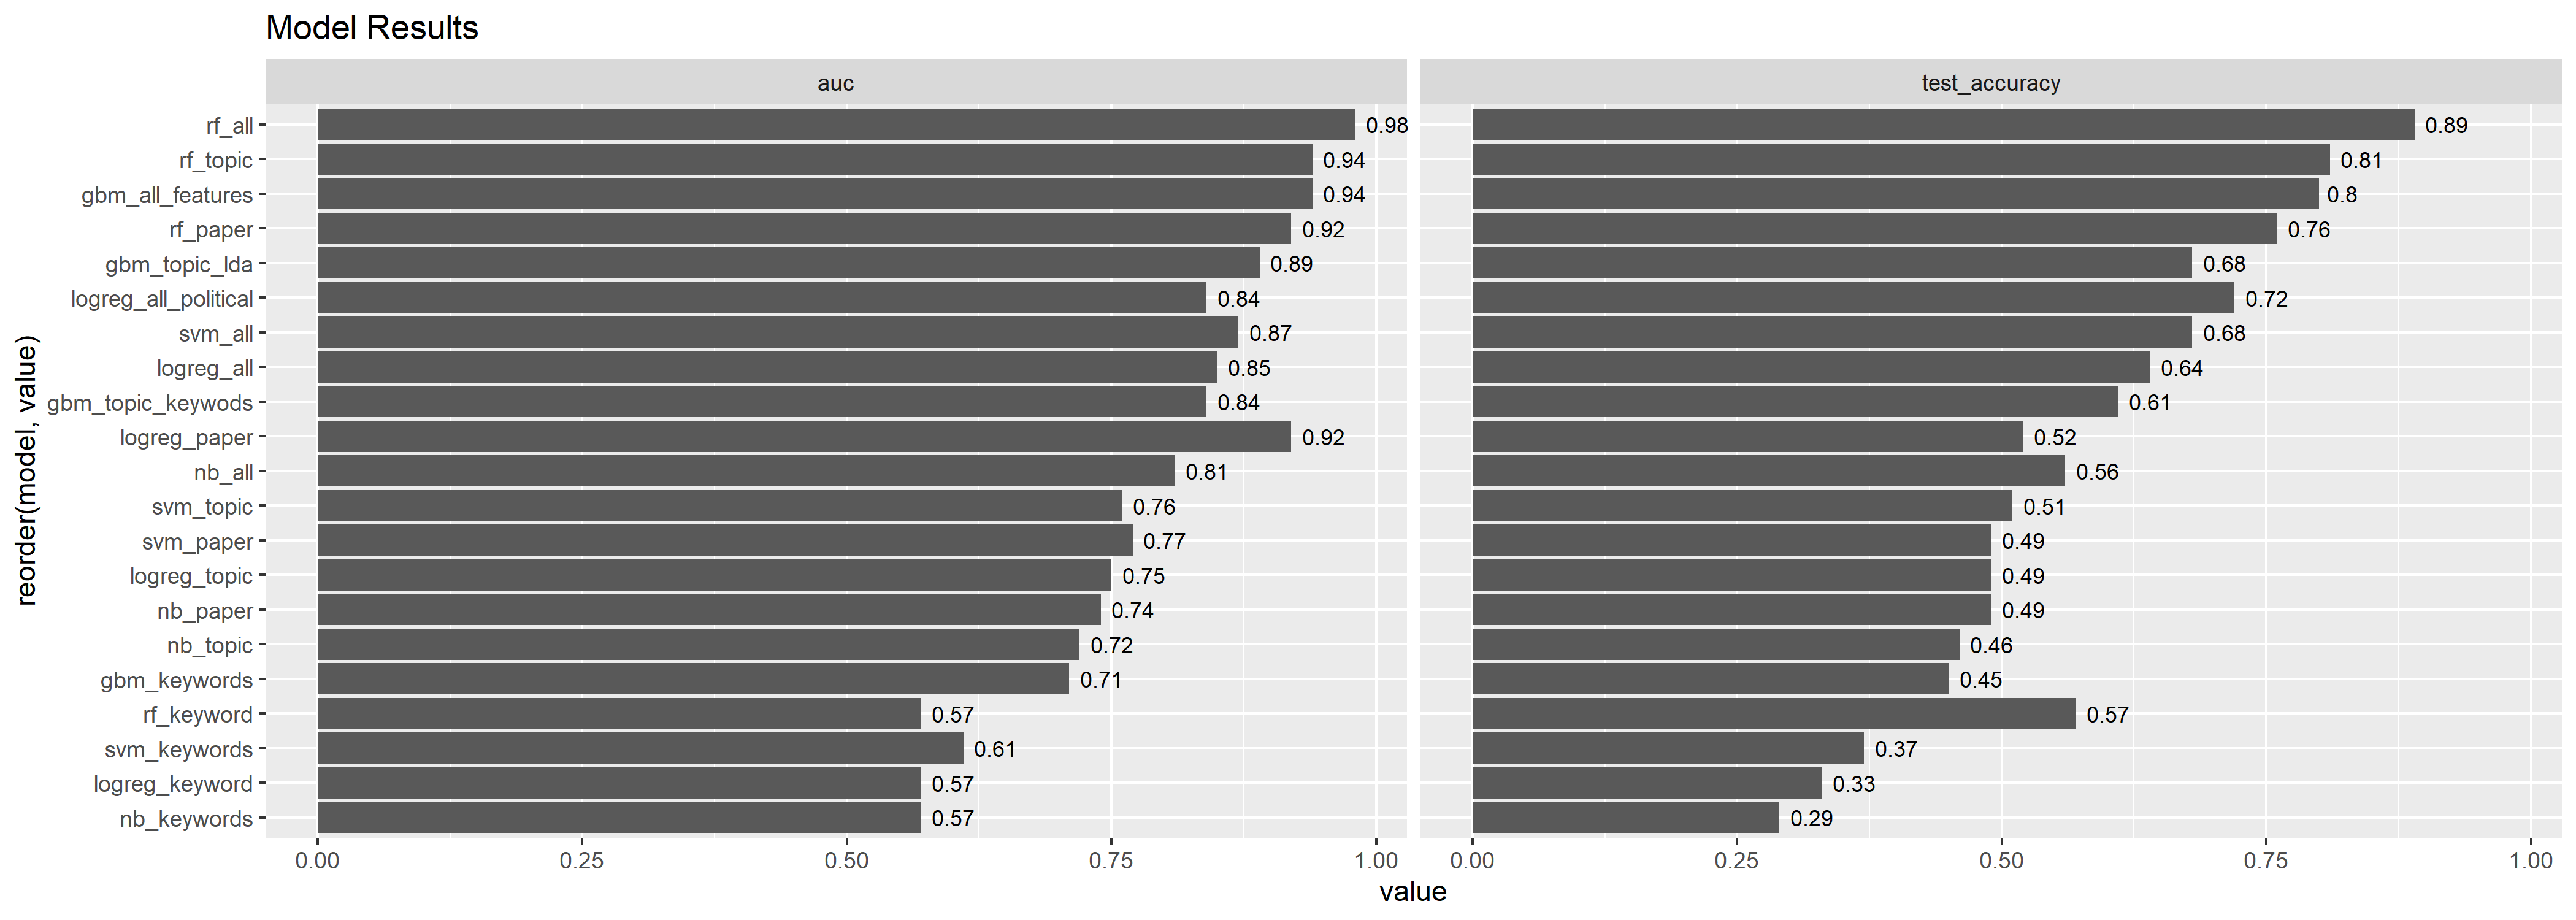 Model Results
auc test_accuracy
rf_all 0.98 0.89
rf_topic 0.94 0.81
gbm_all_features 0.94 0.8
rf_paper 0.92 0.76
gbm_topic_lda 0.89 0.68
logreg_all_political 0.84 0.72
svm_all 0.87 0.68
logreg_all 0.85 0.64
gbm_topic_keywods 0.84 0.61
logreg_paper 0.92 0.52
nb_all 0.81 0.56
svm_topic 0.76 0.51
svm_paper 0.77 0.49
logreg_topic 0.75 0.49
nb_paper 0.74 0.49
nb_topic 0.72 0.46
gbm_keywords 0.71 0.45
rf_keyword 0.57 0.57
svm_keywords 0.61 0.37
logreg_keyword 0.57 0.33
nb_keywords 0.57 0.29
reorder(model, value)
0.00 0.25 0.50 0.75 1.00 0.00 0.25 0.50 0.75 1.00
value